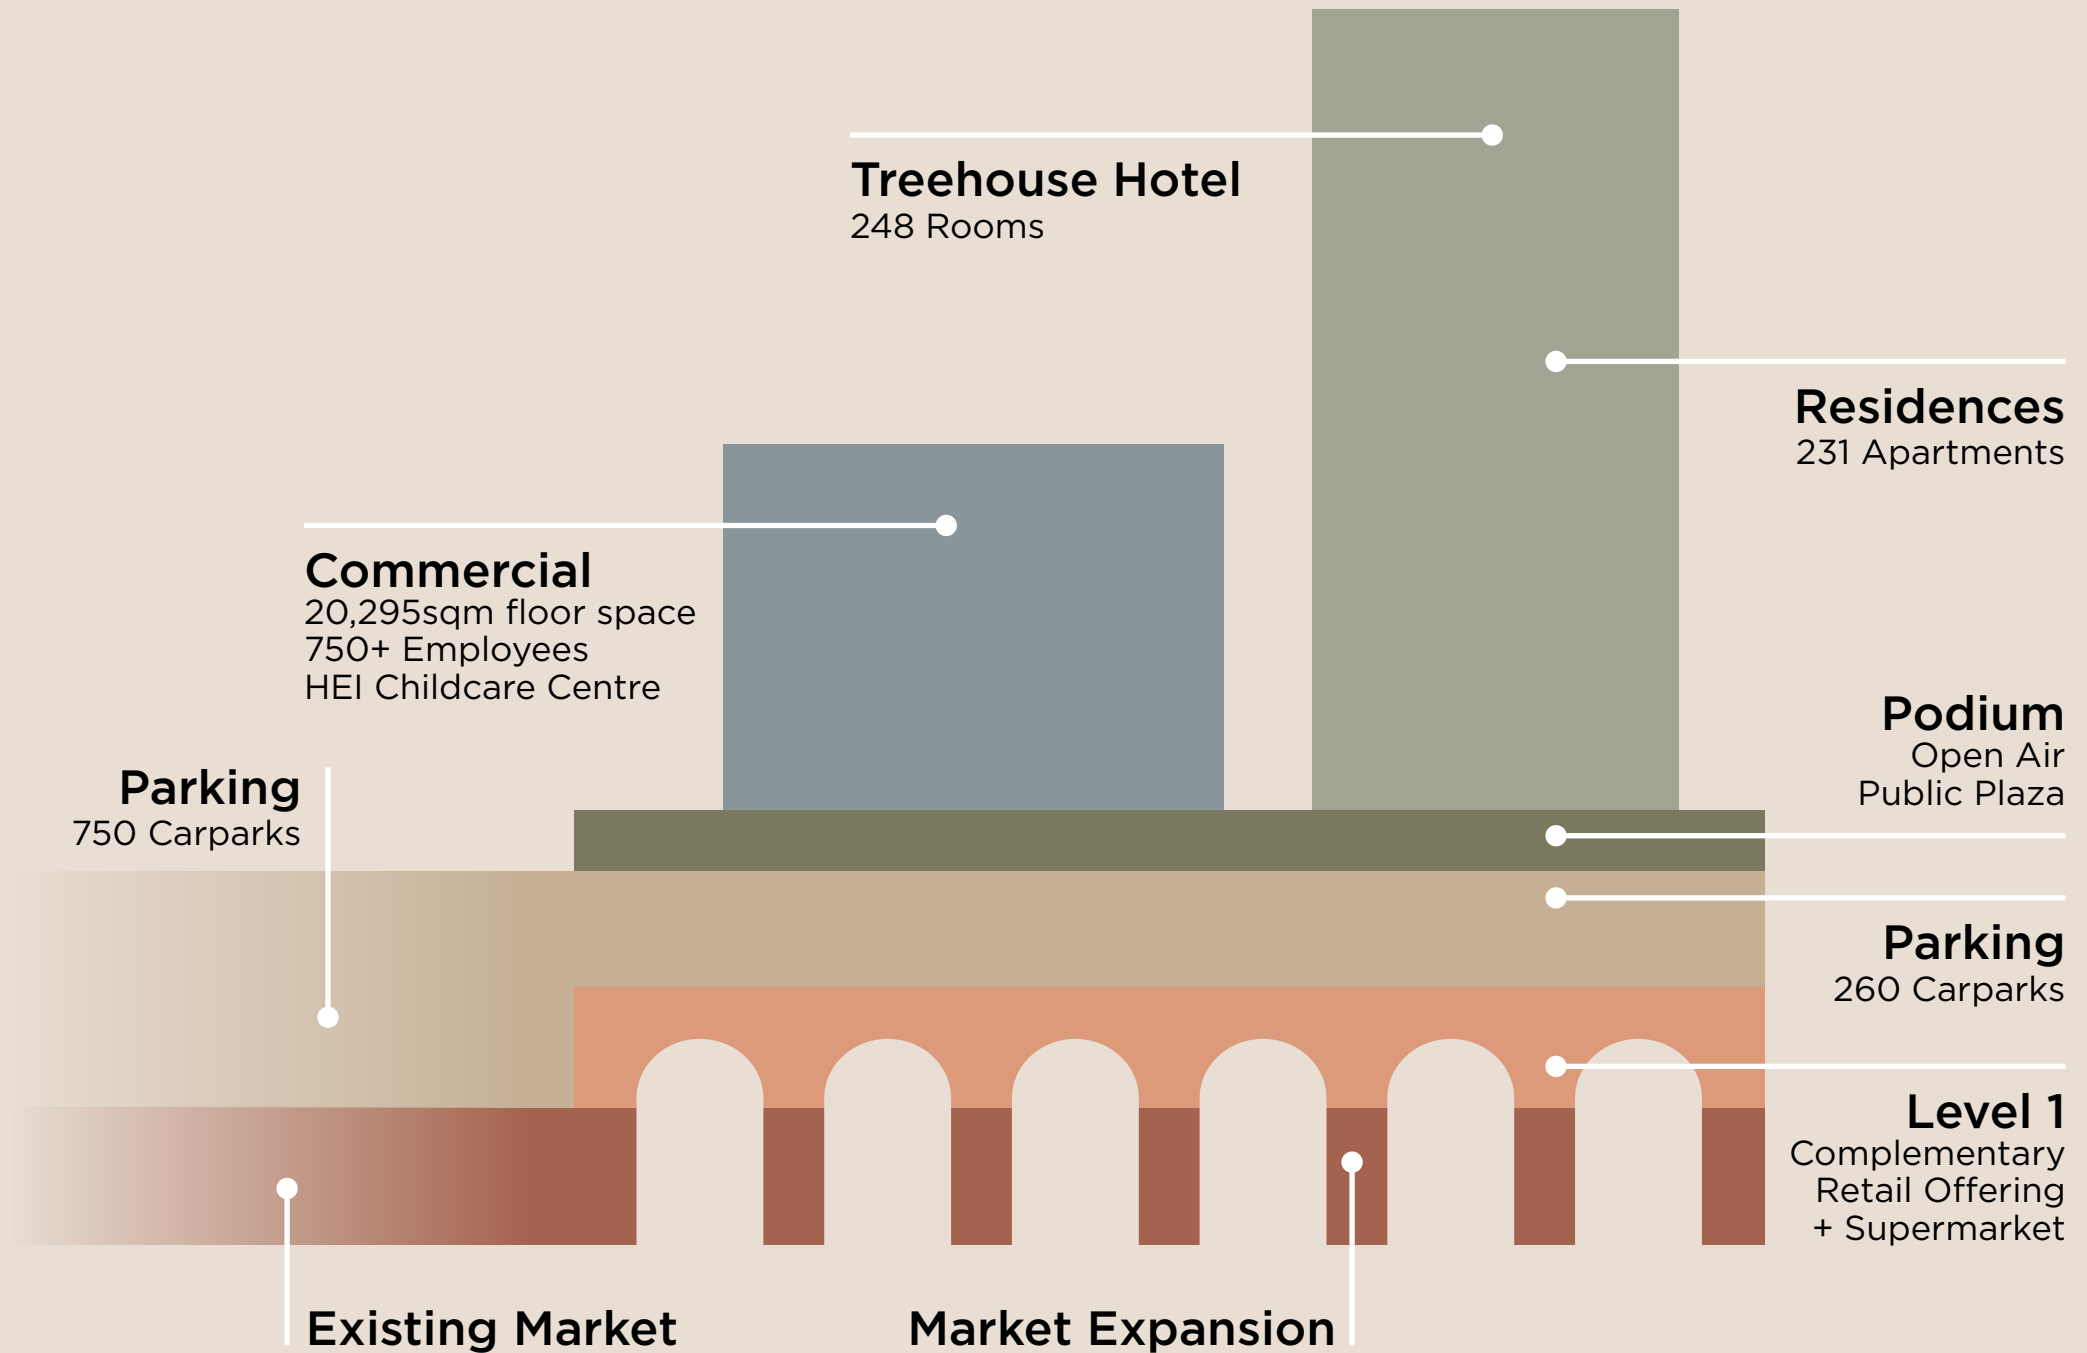 Treehouse Hotel
248 Rooms
Residences
231 Apartments
Commercial
20,295sqm floor space
750+ Employees
HEI Childcare Centre
Podium
Open Air
Public Plaza
Parking
750 Carparks
Parking
260 Carparks
Level 1
Complementary
Retail Offering
+ Supermarket
Existing Market
Market Expansion